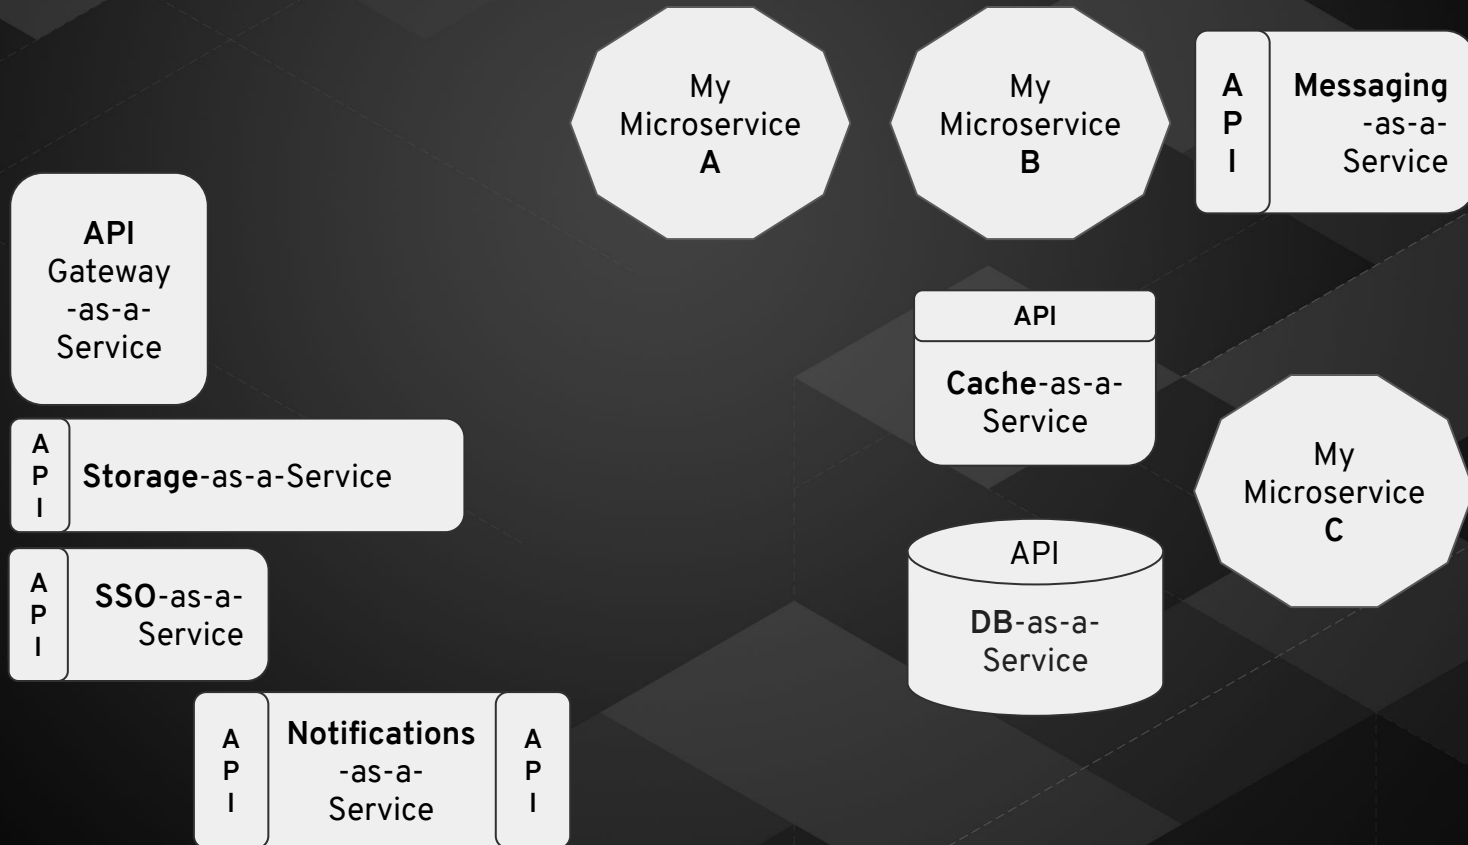 My
Microservice
A
My
Microservice
B
A
P
I
Messaging
-as-a-
Service
API
Gateway
-as-a-
Service
API
Cache-as-a-
Service
A
P
I
Storage-as-a-Service
My
Microservice
C
API
DB-as-a-
Service
A
P
I
SSO-as-a-
Service
A
P
I
Notifications
-as-a-
Service
A
P
I